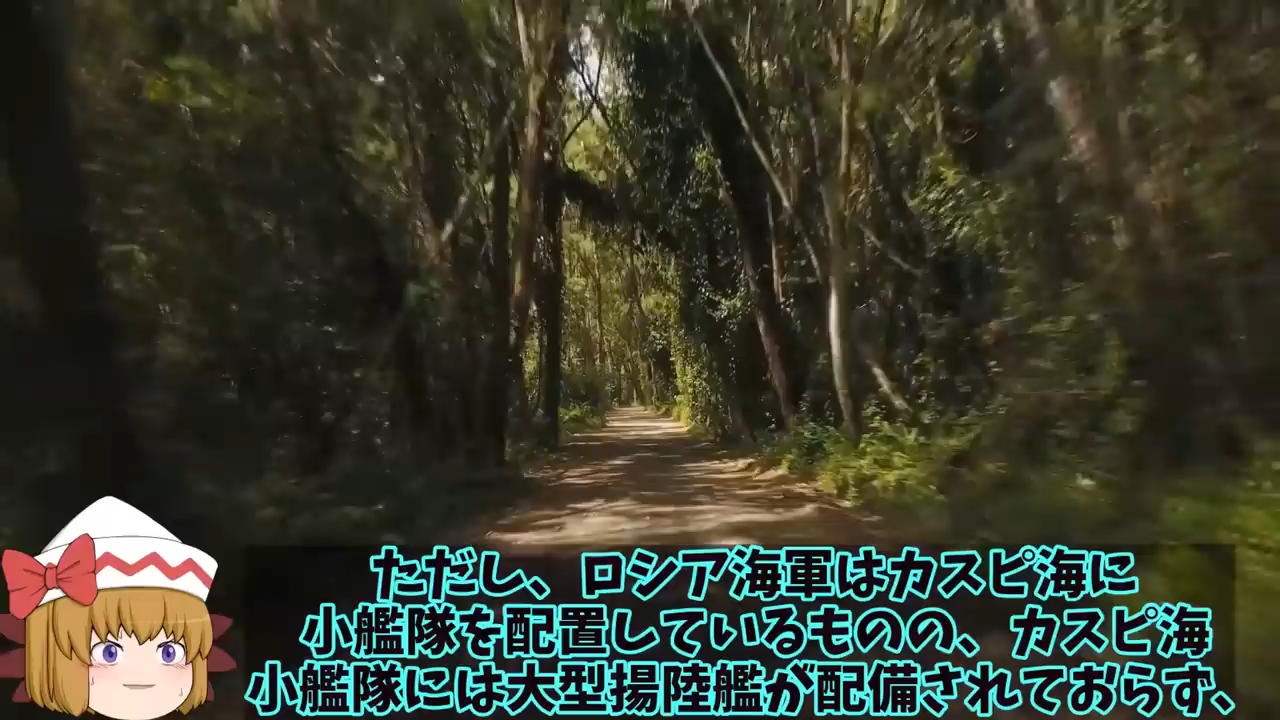 ただし、ロシア海軍はカスピ海に
小艦隊を配置しているものの、カスピ海
小艦隊には大型揚陸艦が配備されておらず、